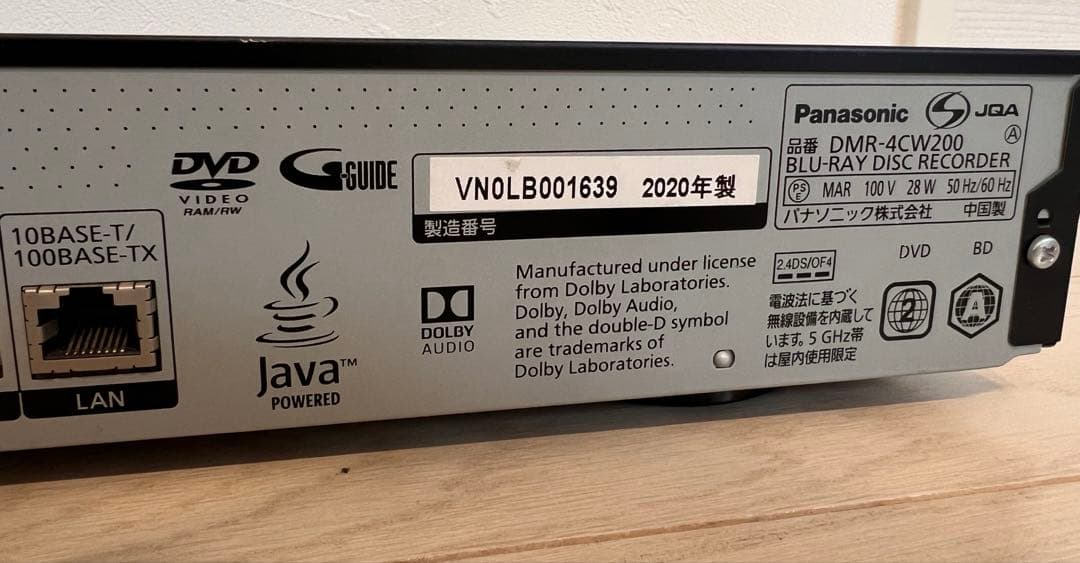 DVD
VIDEO
RAM/RW
G-GUIDE
VN0LB001639 2020年製
製造番号
Panasonic JQA
品番 DMR-4CW200 A
BLU-RAY DISC RECORDER
PSE MAR 100V 28W 50Hz/60Hz
パナソニック株式会社 中国製
10BASE-T/
100BASE-TX
LAN
Java™
POWERED
DOLBY
AUDIO
Manufactured under license
from Dolby Laboratories.
Dolby, Dolby Audio,
and the double-D symbol
are trademarks of
Dolby Laboratories.
2.4DS/OF4
電波法に基づく
無線設備を内蔵して
います。5 GHz帯
は屋内使用限定
DVD
2
BD
A